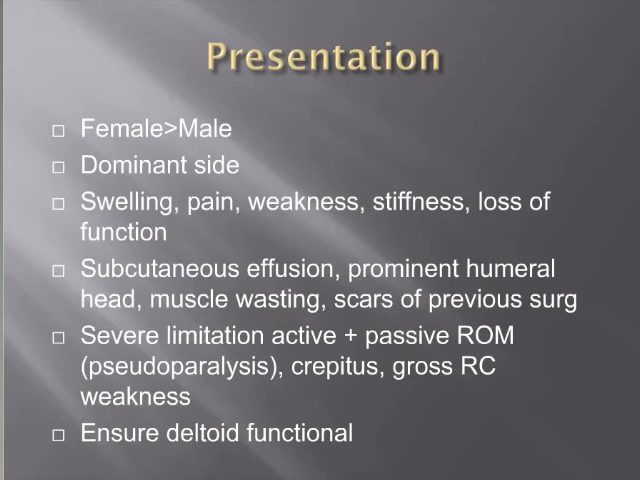 Presentation
Female>Male
Dominant side
Swelling, pain, weakness, stiffness, loss of
function
Subcutaneous effusion, prominent humeral
head, muscle wasting, scars of previous surg
Severe limitation active + passive ROM
(pseudoparalysis), crepitus, gross RC
weakness
Ensure deltoid functional